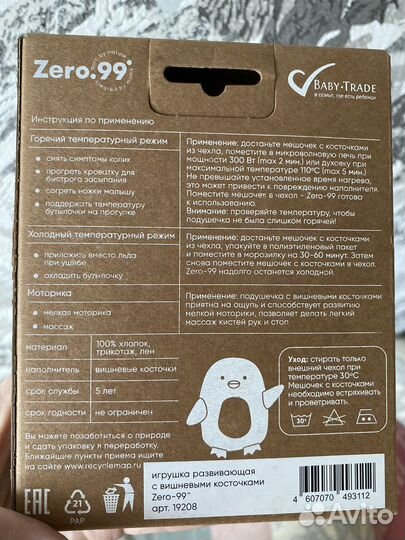 Zero.99°
care by nature
created by mama
BABY•TRADE
в семье, где есть ребенок
Инструкция по применению
Горячий температурный режим
снять симптомы колик
прогреть кроватку для
быстрого засыпания
согреть ножки малышу
поддержать температуру
бутылочки на прогулке
Применение: достаньте мешочек с косточками
из чехла, поместите в микроволновую печь при
мощности 300 Вт (max 2 мин.) или духовку при
максимальной температуре 110°C (max 5 мин.)
Не превышайте установленное время нагрева,
это может привести к повреждению наполнителя.
Поместите мешочек в чехол - Zero-99 готова
к использованию.
Внимание: проверяйте температуру, чтобы
подушечка не была слишком горячей!
Холодный температурный режим
приложить вместо льда
при ушибе
охладить бутылочку
Применение: достаньте мешочек с косточками
из чехла, упакуйте в полиэтиленовый пакет
и поместите в морозилку на 30-60 минут. Затем
снова поместите мешочек с косточками в чехол.
Zero-99 надолго останется холодной.
Моторика
мелкая моторика
массаж
Применение: подушечка с вишневыми косточками
приятна на ощупь и способствует развитию
мелкой моторики, позволяет делать легкий
массаж кистей рук и стоп
материал
100% хлопок,
трикотаж, лен
наполнитель
вишневые косточки
срок службы
5 лет
срок годности
не ограничен
Уход: стирать только
внешний чехол при
температуре 30°C
Мешочек с косточками
необходимо встряхивать
и проветривать.
30°
Вы можете позаботиться о природе
и сдать упаковку в переработку.
Ближайшие пункты приема ищите
на сайте www.recyclemap.ru
EAC
21
PAP
игрушка развивающая
с вишневыми косточками
Zero-99™
арт. 19208
4 607070 493112
Avito